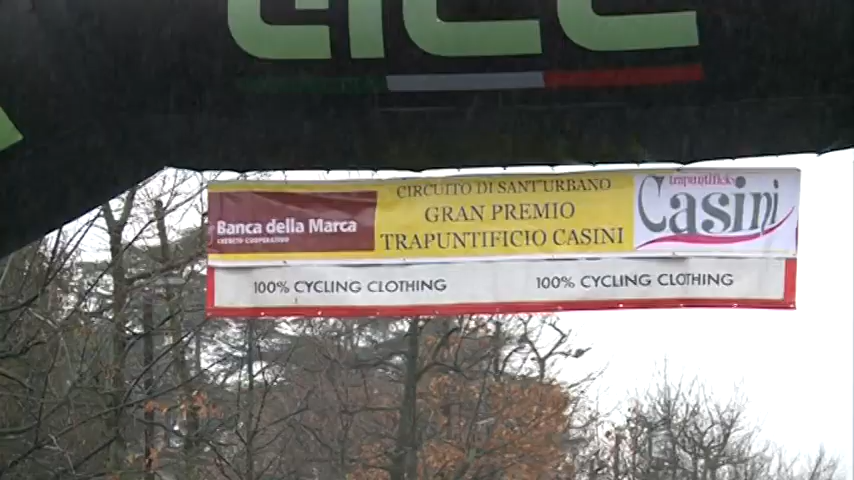 CIRCUITO DI SANT'URBANO
GRAN PREMIO
TRAPUNTIFICIO CASINI
Banca della Marca
CREDITO COOPERATIVO
trapuntificio
Casini
100% CYCLING CLOTHING
100% CYCLING CLOTHING